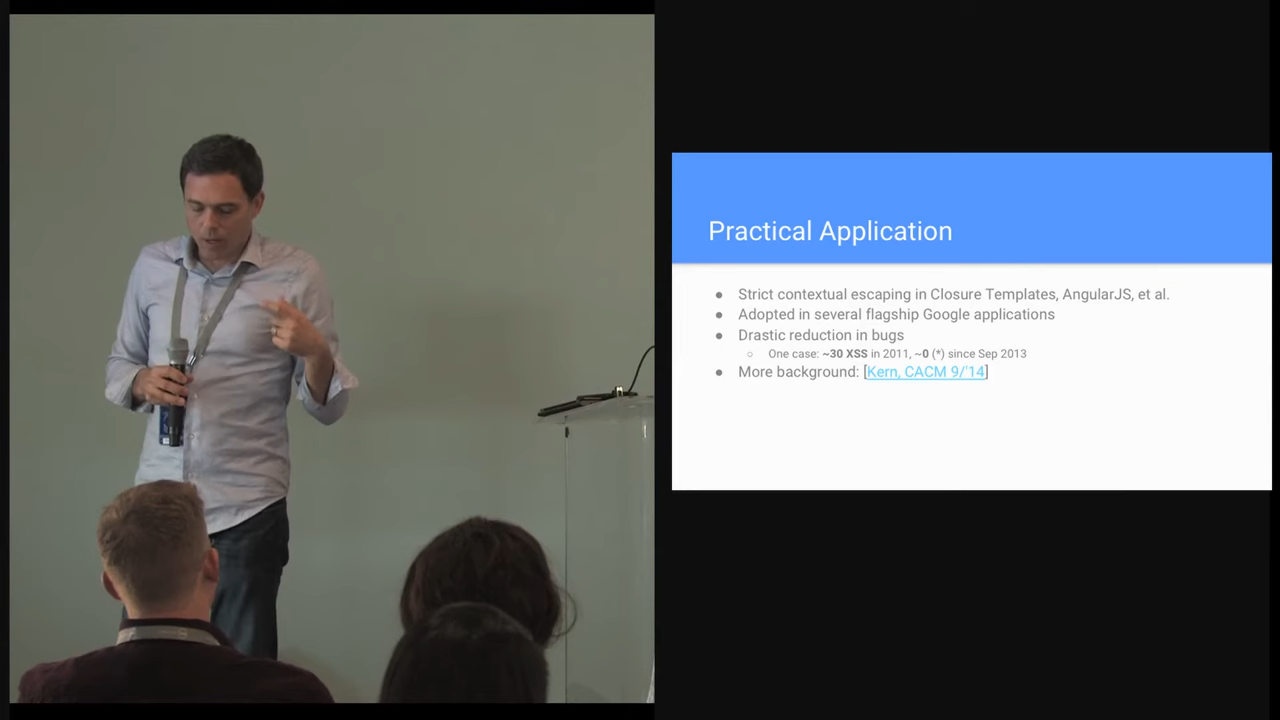 Practical Application
● Strict contextual escaping in Closure Templates, AngularJS, et al.
● Adopted in several flagship Google applications
● Drastic reduction in bugs
○ One case: ~30 XSS in 2011, ~0 (*) since Sep 2013
● More background: [Kern, CACM 9/'14]